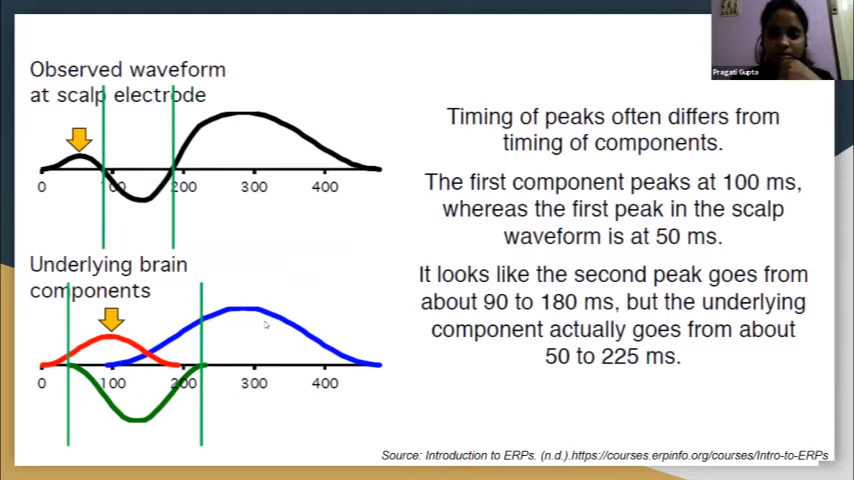 Pragati Gupta
Observed waveform
at scalp electrode
0 100 200 300 400
Underlying brain
components
0 100 200 300 400
Timing of peaks often differs from
timing of components.
The first component peaks at 100 ms,
whereas the first peak in the scalp
waveform is at 50 ms.
It looks like the second peak goes from
about 90 to 180 ms, but the underlying
component actually goes from about
50 to 225 ms.
Source: Introduction to ERPs. (n.d.).https://courses.erpinfo.org/courses/Intro-to-ERPs